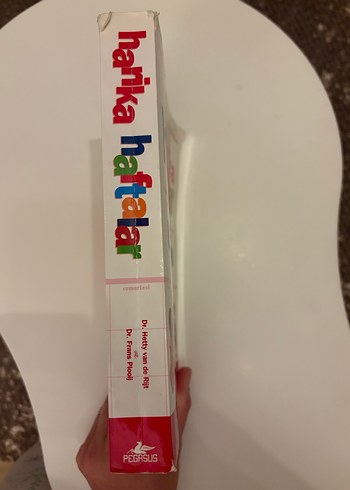 harika
haftalar
Dr. Hetty van de Rijt
Dr. Frans Plooij
PEGASUS